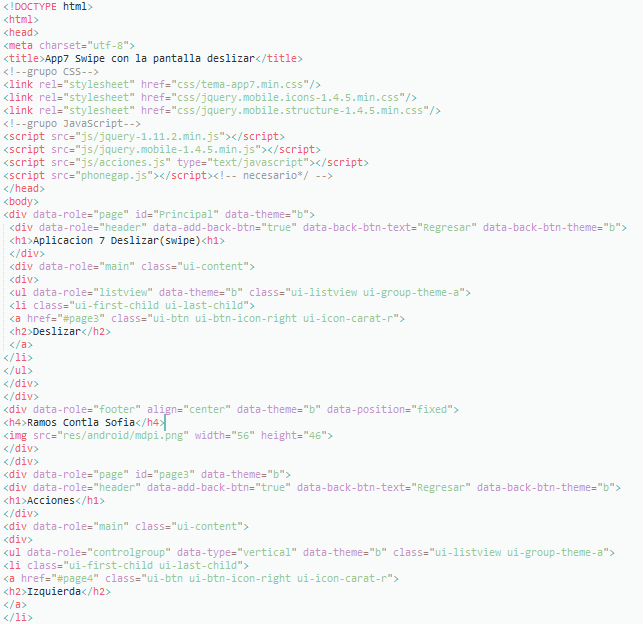 <!DOCTYPE html>
<html>
<head>
<meta charset="utf-8">
<title>App7 Swipe con la pantalla deslizar</title>
<!--grupo CSS-->
<link rel="stylesheet" href="css/tema-app7.min.css"/>
<link rel="stylesheet" href="css/jquery.mobile.icons-1.4.5.min.css"/>
<link rel="stylesheet" href="css/jquery.mobile.structure-1.4.5.min.css"/>
<!--grupo JavaScript-->
<script src="js/jquery-1.11.2.min.js"></script>
<script src="js/jquery.mobile-1.4.5.min.js"></script>
<script src="js/acciones.js" type="text/javascript"></script>
<script src="phonegap.js"></script><!-- necesario*/ -->
</head>
<body>
<div data-role="page" id="Principal" data-theme="b">
<div data-role="header" data-add-back-btn="true" data-back-btn-text="Regresar" data-back-btn-theme="b">
<h1>Aplicacion 7 Deslizar(swipe)<h1>
</div>
<div data-role="main" class="ui-content">
<div>
<ul data-role="listview" data-theme="b" class="ui-listview ui-group-theme-a">
<li class="ui-first-child ui-last-child">
<a href="#page3" class="ui-btn ui-btn-icon-right ui-icon-carat-r">
<h2>Deslizar</h2>
</a>
</li>
</ul>
</div>
</div>
<div data-role="footer" align="center" data-theme="b" data-position="fixed">
<h4>Ramos Contla Sofia</h4>
<img src="res/android/mdpi.png" width="56" height="46">
</div>
</div>
<div data-role="page" id="page3" data-theme="b">
<div data-role="header" data-add-back-btn="true" data-back-btn-text="Regresar" data-back-btn-theme="b">
<h1>Acciones</h1>
</div>
<div data-role="main" class="ui-content">
<div>
<ul data-role="controlgroup" data-type="vertical" data-theme="b" class="ui-listview ui-group-theme-a">
<li class="ui-first-child ui-last-child">
<a href="#page4" class="ui-btn ui-btn-icon-right ui-icon-carat-r">
<h2>Izquierda</h2>
</a>
</li>